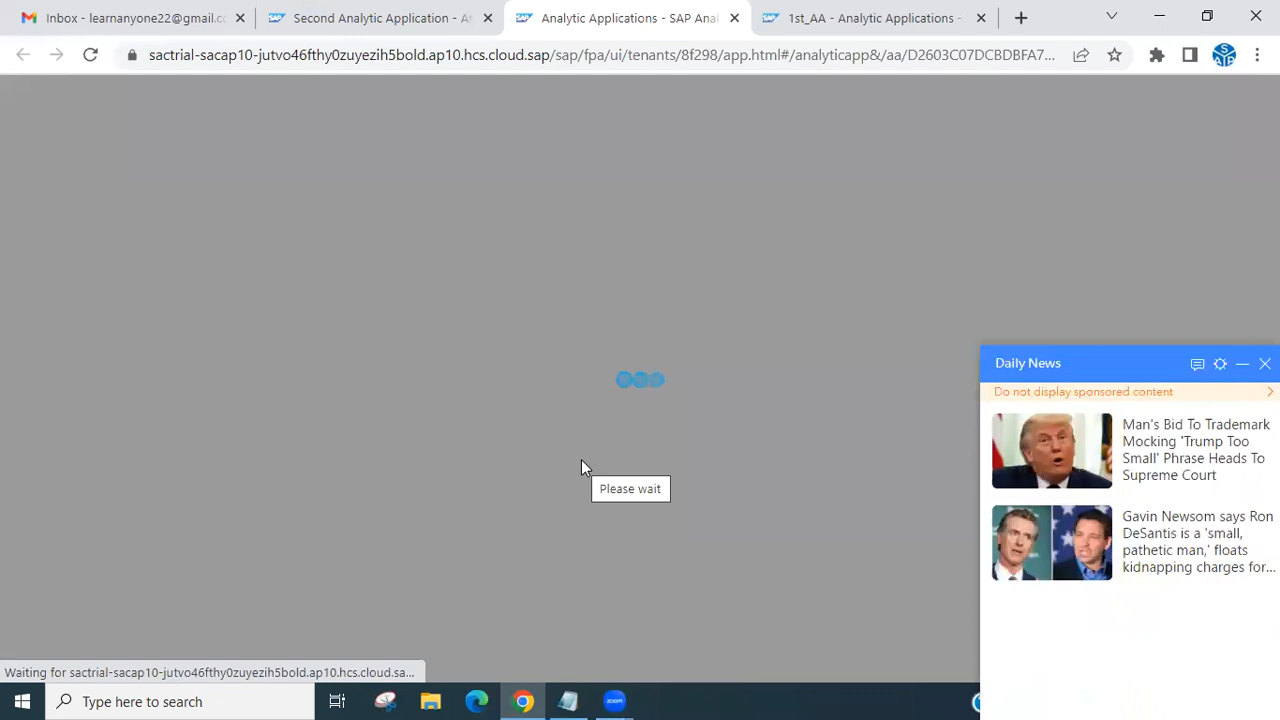 Inbox - learnanyone22@gmail.co
Second Analytic Application - A
Analytic Applications - SAP Anal
1st_AA - Analytic Applications -
sactrial-sacap10-jutvo46fthy0zuyezih5bold.ap10.hcs.cloud.sap/sap/fpa/ui/tenants/8f298/app.html#/analyticapp&/aa/D2603C07DCBDBFA7...
Daily News
Do not display sponsored content
Man's Bid To Trademark
Mocking 'Trump Too
Small' Phrase Heads To
Supreme Court
Please wait
Gavin Newsom says Ron
DeSantis is a 'small,
pathetic man,' floats
kidnapping charges for...
Waiting for sactrial-sacap10-jutvo46fthy0zuyezih5bold.ap10.hcs.cloud.sa...
Type here to search
zoom